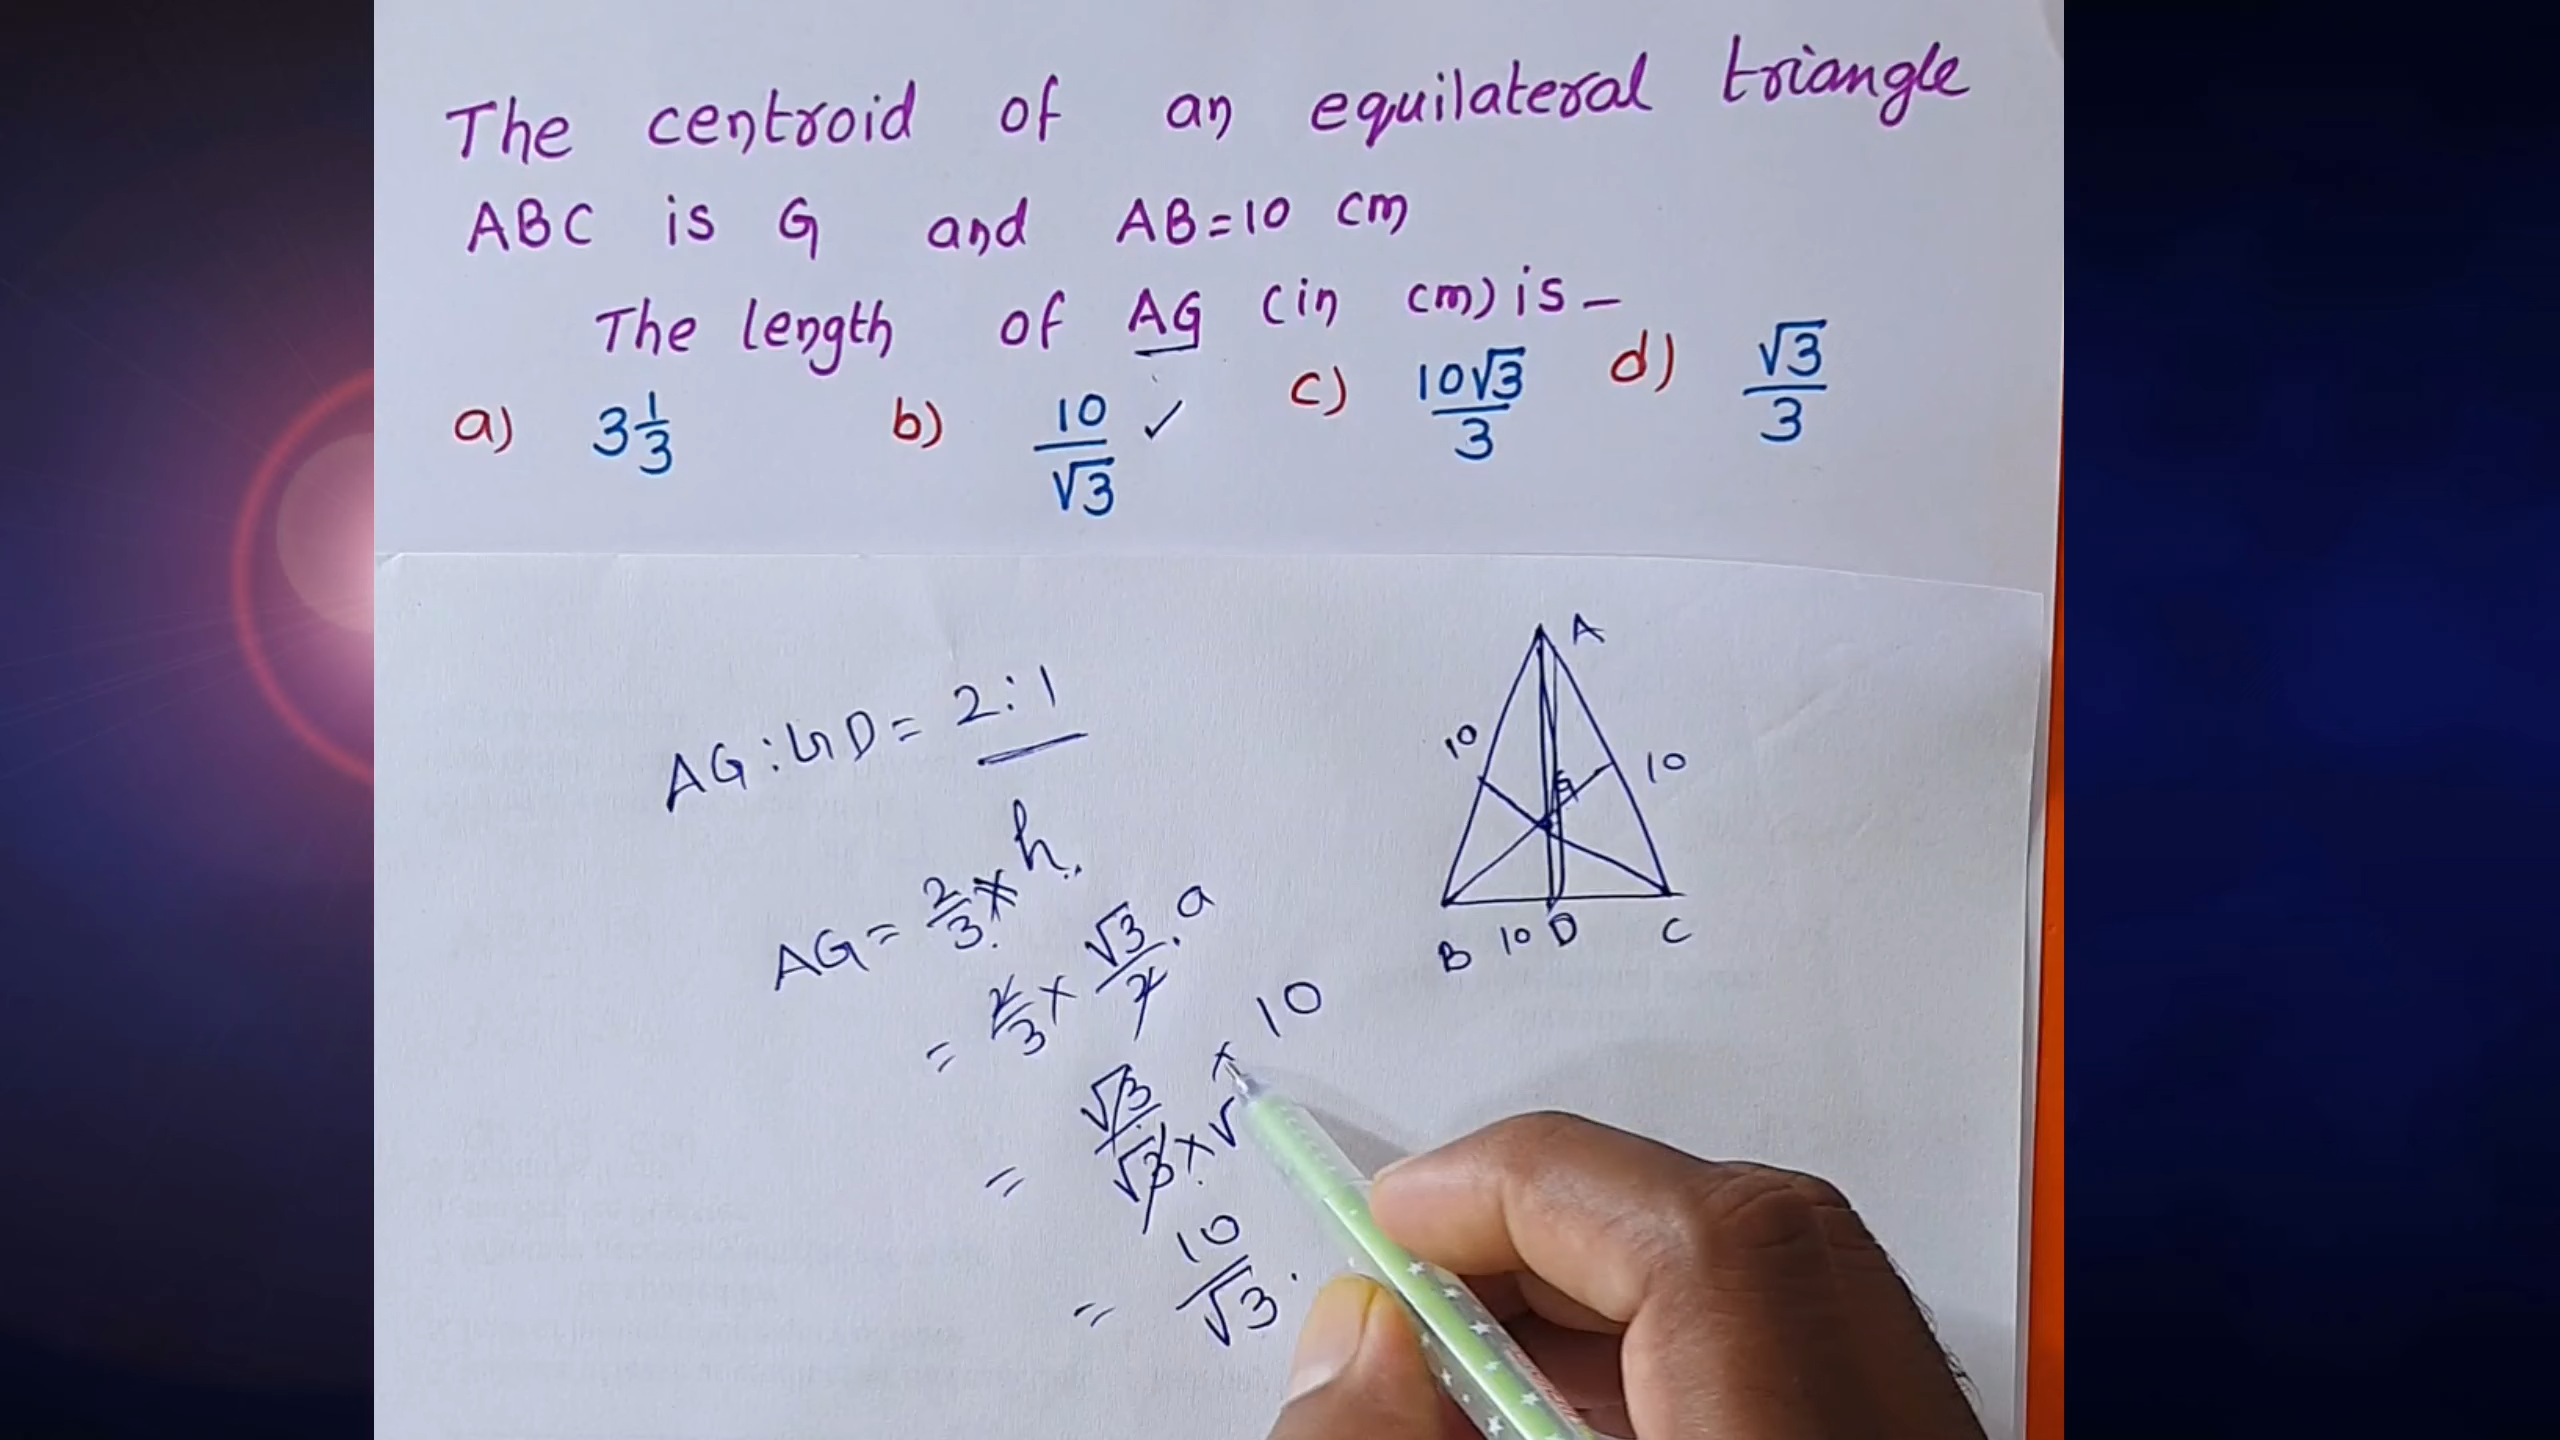 The centroid of an equilateral triangle
ABC is G and AB=10 cm
The length of AG (in cm) is –
a) 3 1/3 b) 10/√3 ✓ c) 10√3/3 d) √3/3
AG : GD = 2 : 1
AG = 2/3 × h.
= 2/3 × √3/2 . a
= √3/√3×√ × 10
= 10/√3 .
A
10
10
G
B 10 D C